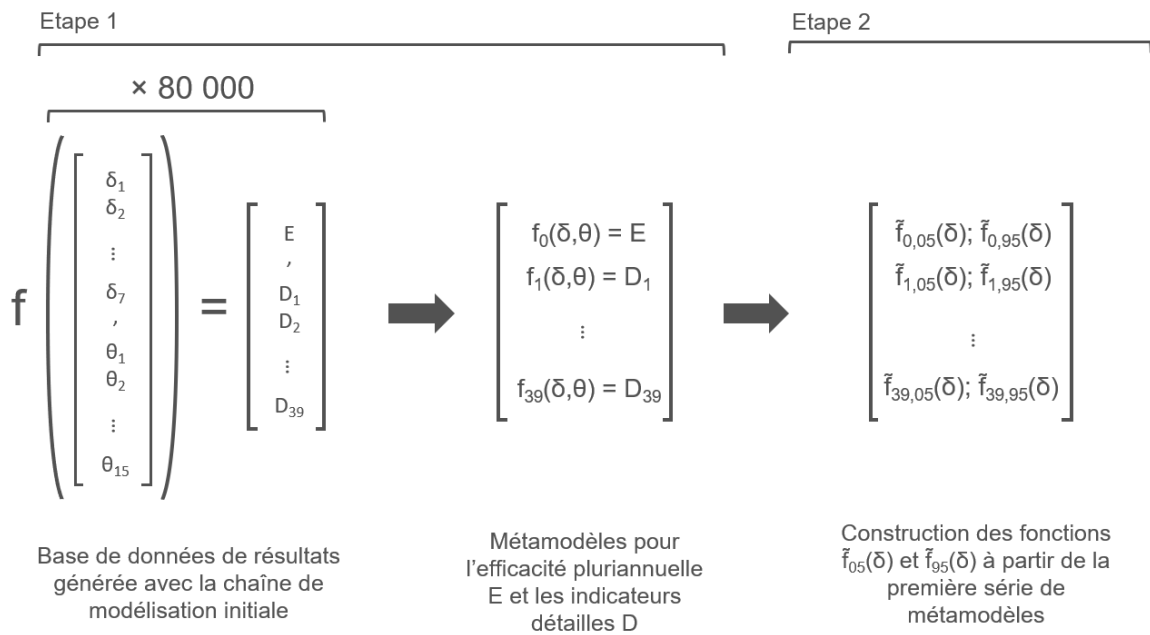 Etape 1
Etape 2
× 80 000
f
δ₁
δ₂
⋮
δ₇
,
θ₁
θ₂
⋮
θ₁₅
=
E
,
D₁
D₂
⋮
D₃₉
f₀(δ,θ) = E
f₁(δ,θ) = D₁
⋮
f₃₉(δ,θ) = D₃₉
f̃₀,₀₅(δ); f̃₀,₉₅(δ)
f̃₁,₀₅(δ); f̃₁,₉₅(δ)
⋮
f̃₃₉,₀₅(δ); f̃₃₉,₉₅(δ)
Base de données de résultats
générée avec la chaîne de
modélisation initiale
Métamodèles pour
l’efficacité pluriannuelle
E et les indicateurs
détailles D
Construction des fonctions
f̃₀₅(δ) et f̃₉₅(δ) à partir de la
première série de
métamodèles